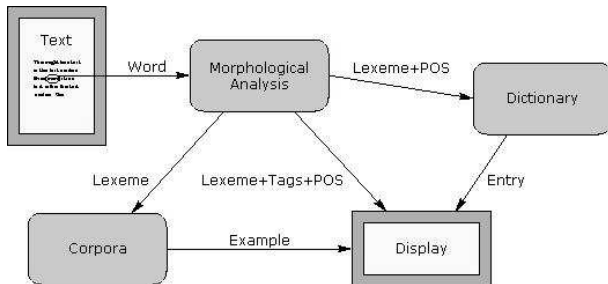 Text
Word
Morphological
Analysis
Lexeme+POS
Dictionary
Lexeme
Lexeme+Tags+POS
Entry
Corpora
Example
Display